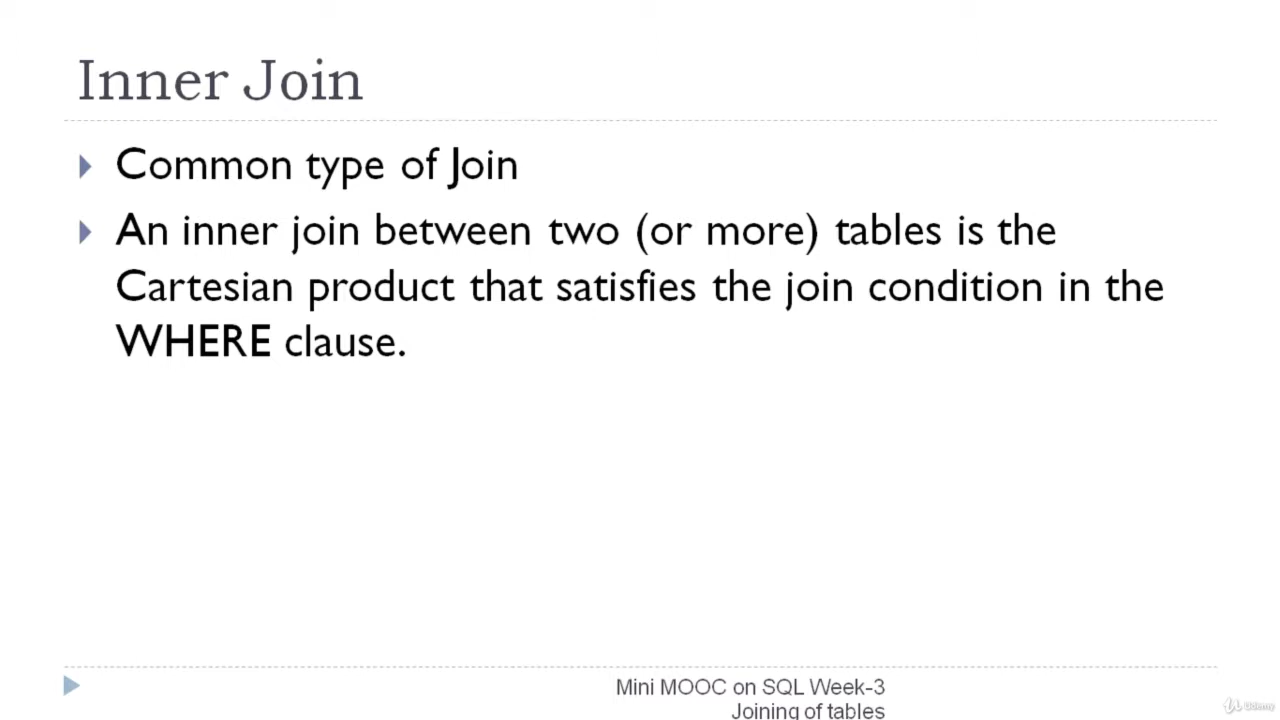 Inner Join
Common type of Join
An inner join between two (or more) tables is the
Cartesian product that satisfies the join condition in the
WHERE clause.
Mini MOOC on SQL Week-3
Joining of tables
Udemy